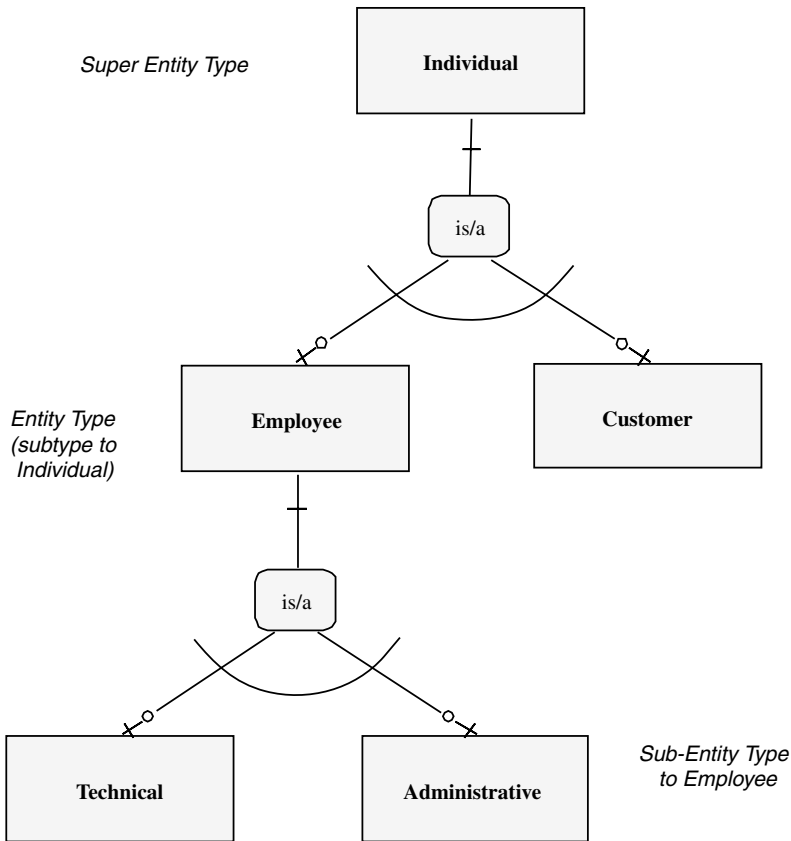 Super Entity Type
Individual
is/a
Entity Type
(subtype to
Individual)
Employee
Customer
is/a
Technical
Administrative
Sub-Entity Type
to Employee